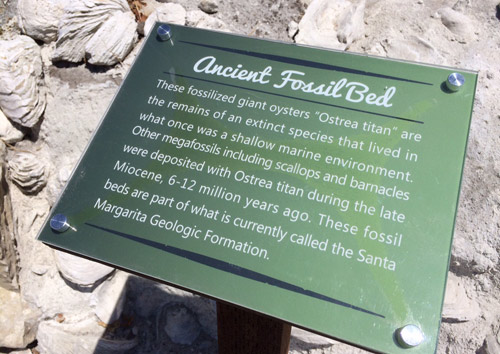 Ancient Fossil Bed
These fossilized giant oysters "Ostrea titan" are
the remains of an extinct species that lived in
what once was a shallow marine environment.
Other megafossils including scallops and barnacles
were deposited with Ostrea titan during the late
Miocene, 6-12 million years ago. These fossil
beds are part of what is currently called the Santa
Margarita Geologic Formation.